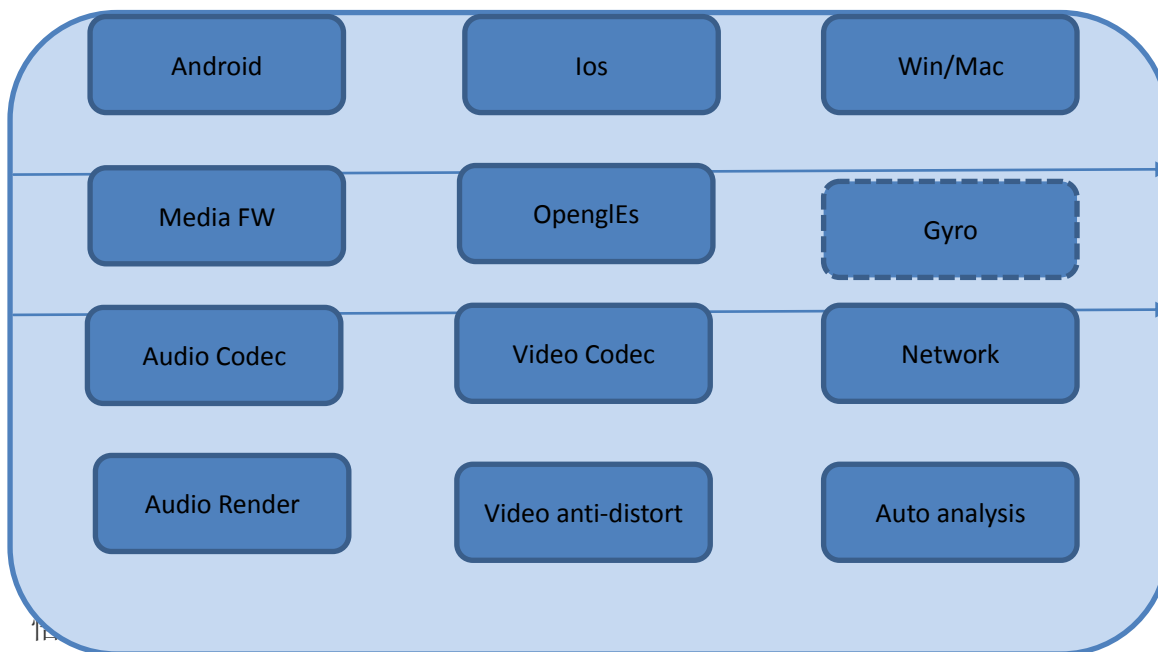 Android
Ios
Win/Mac
Media FW
OpenglEs
Gyro
Audio Codec
Video Codec
Network
Audio Render
Video anti-distort
Auto analysis